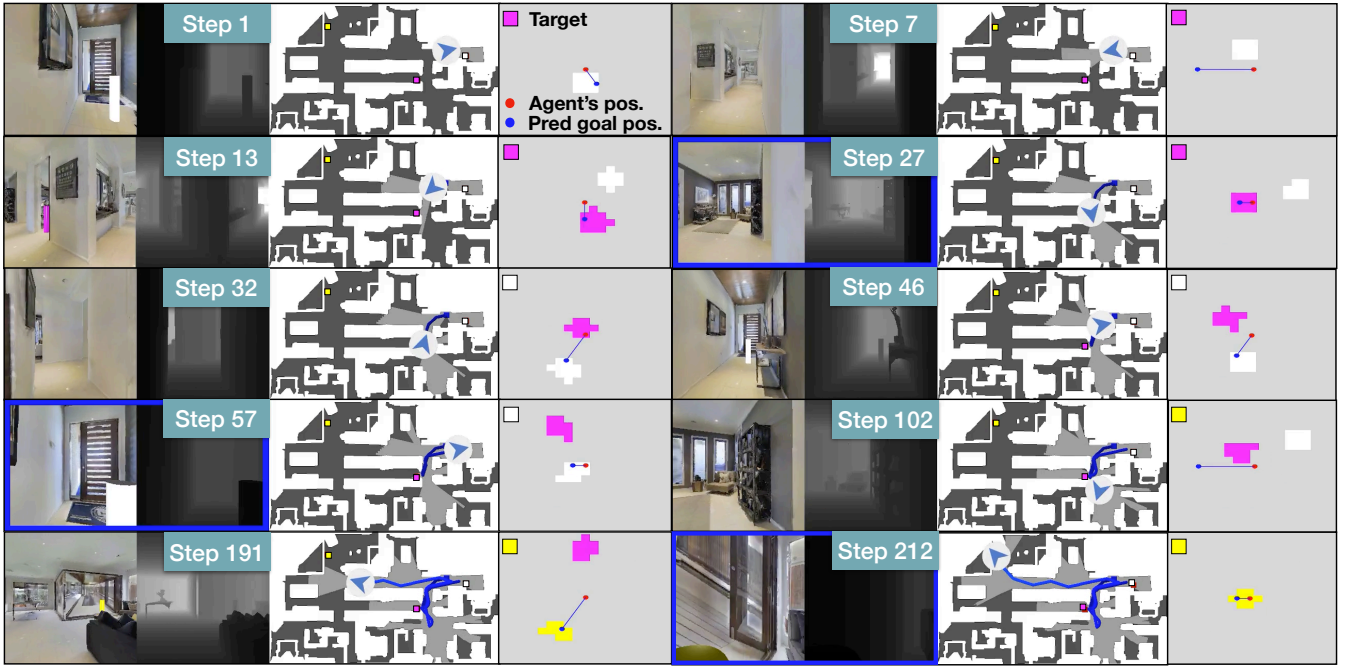 Step 1
Target
Agent's pos.
Pred goal pos.
Step 7
Step 13
Step 27
Step 32
Step 46
Step 57
Step 102
Step 191
Step 212